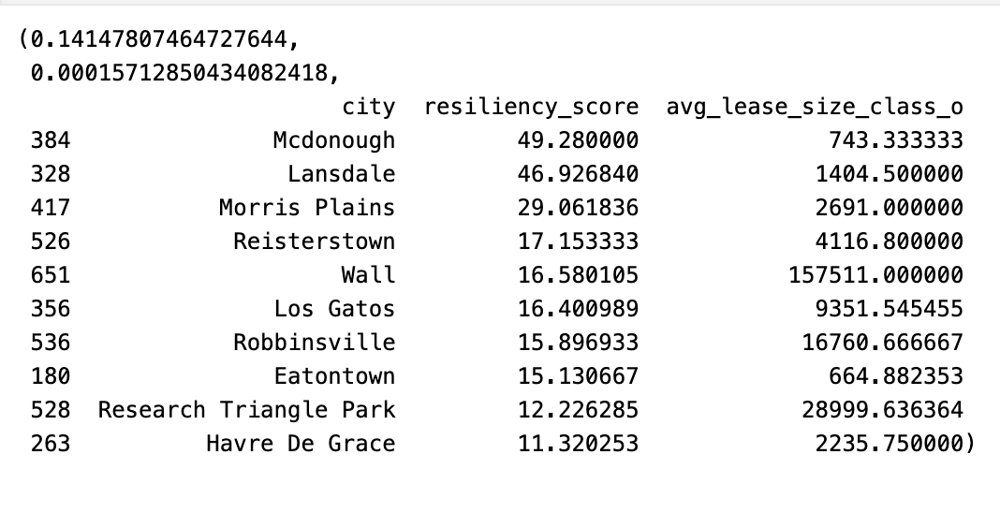 (0.14147807464727644,
0.00015712850434082418,
city resiliency_score avg_lease_size_class_o
384 Mcdonough 49.280000 743.333333
328 Lansdale 46.926840 1404.500000
417 Morris Plains 29.061836 2691.000000
526 Reisterstown 17.153333 4116.800000
651 Wall 16.580105 157511.000000
356 Los Gatos 16.400989 9351.545455
536 Robbinsville 15.896933 16760.666667
180 Eatontown 15.130667 664.882353
528 Research Triangle Park 12.226285 28999.636364
263 Havre De Grace 11.320253 2235.750000)